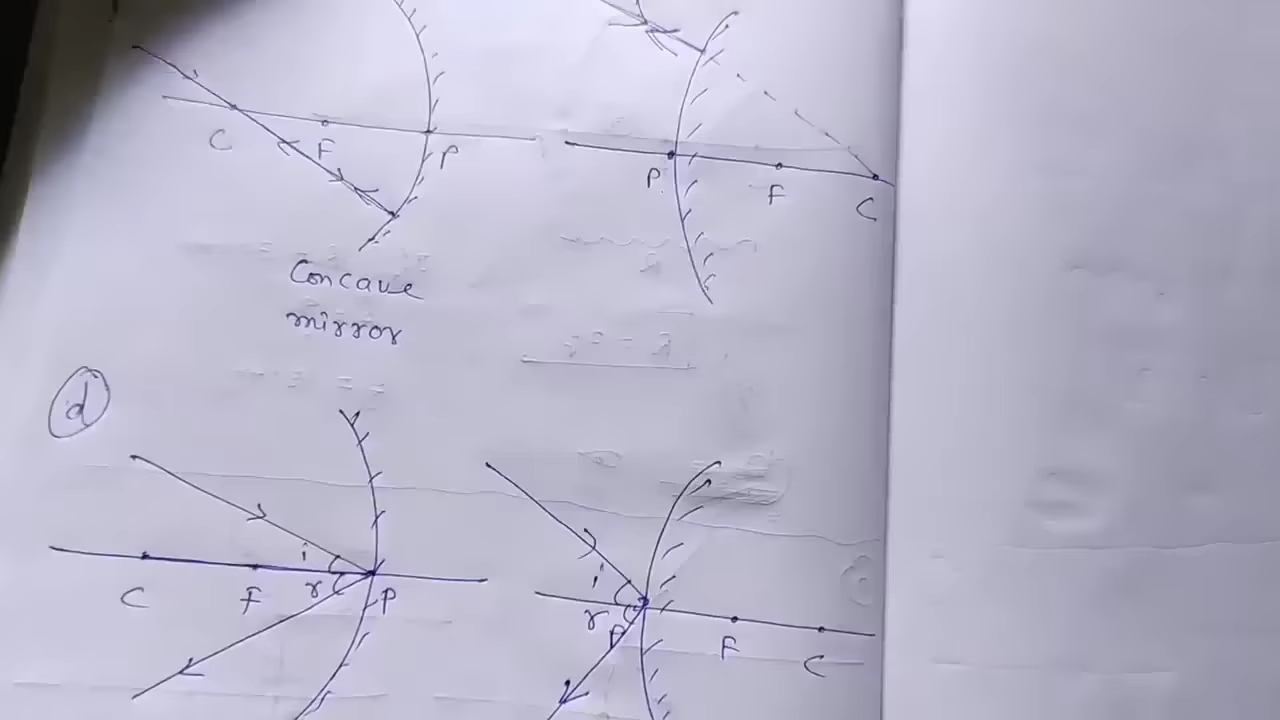 C F P
P F C
Concave
mirror
d
i
C F r P
i
r P F C